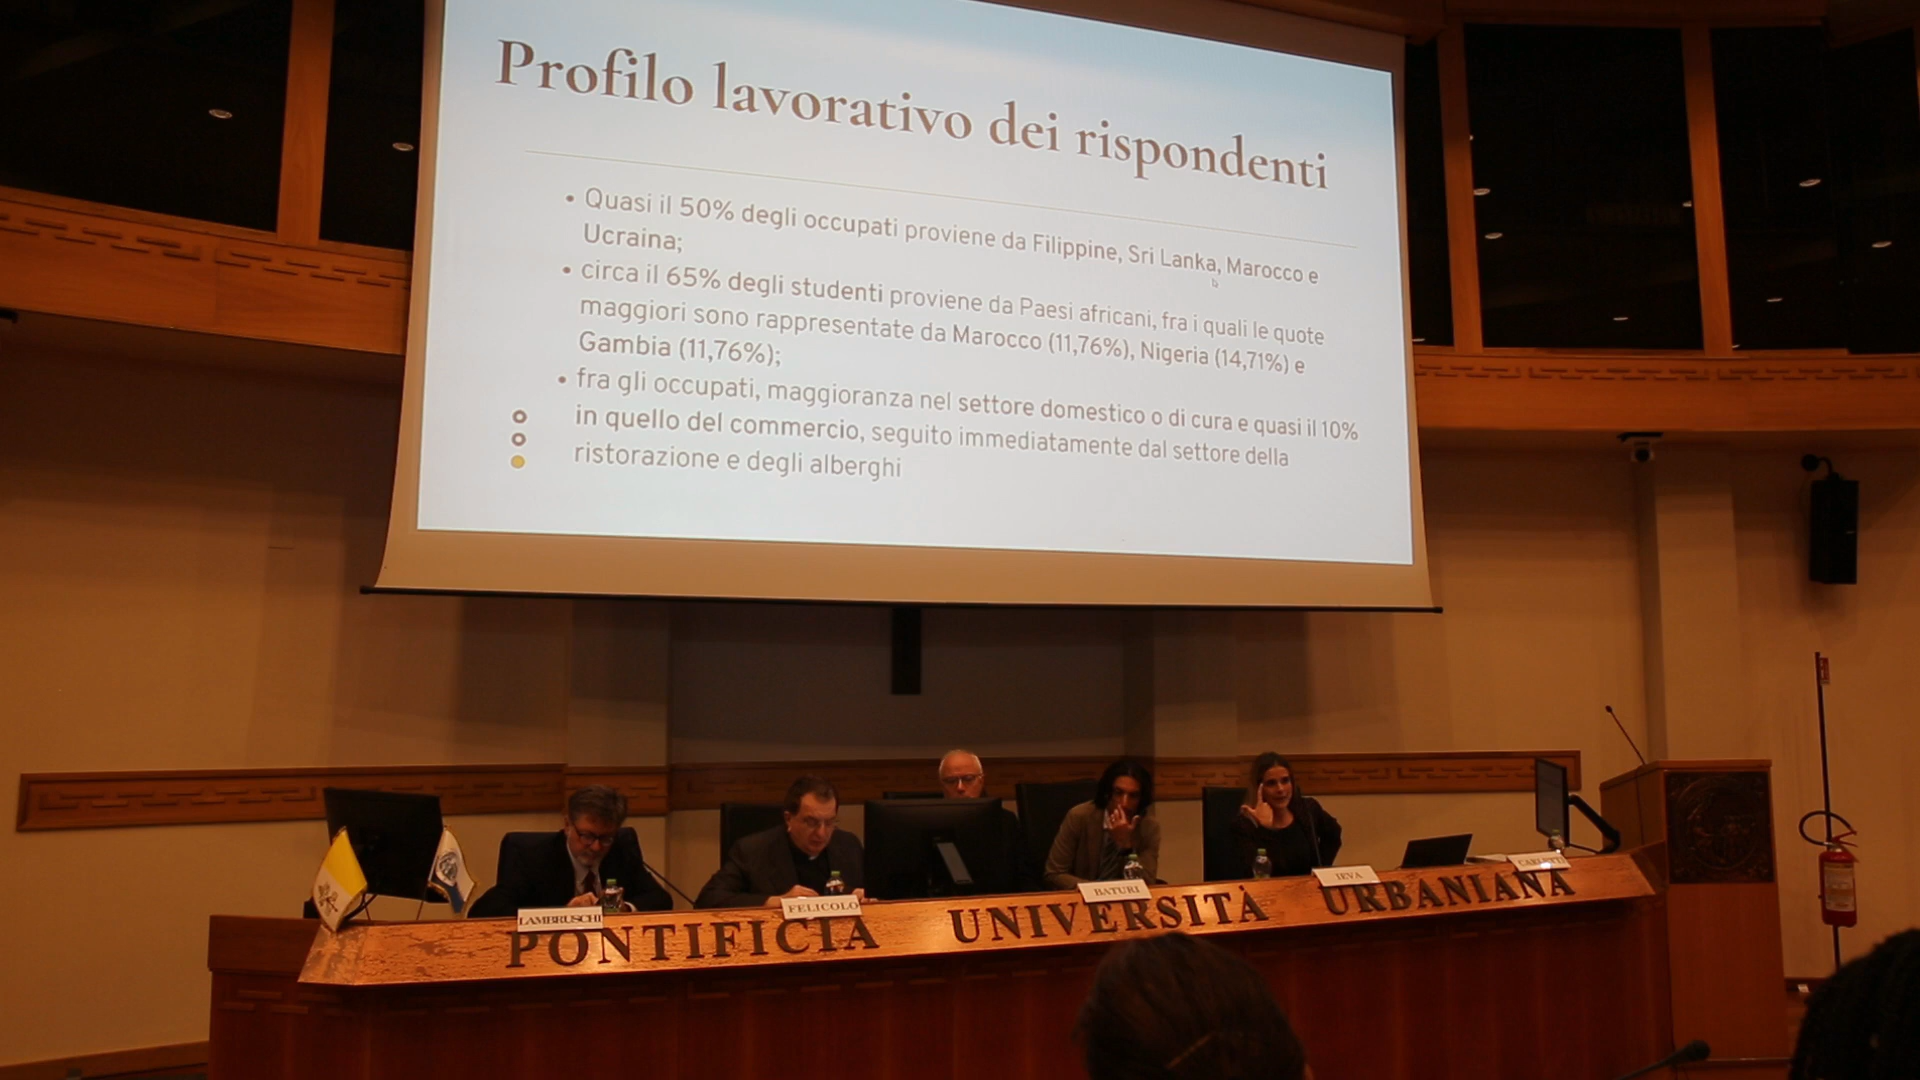 Profilo lavorativo dei rispondenti
• Quasi il 50% degli occupati proviene da Filippine, Sri Lanka, Marocco e
Ucraina;
• circa il 65% degli studenti proviene da Paesi africani, fra i quali le quote
maggiori sono rappresentate da Marocco (11,76%), Nigeria (14,71%) e
Gambia (11,76%);
• fra gli occupati, maggioranza nel settore domestico o di cura e quasi il 10%
in quello del commercio, seguito immediatamente dal settore della
ristorazione e degli alberghi
LAMBRUSCHI
FELICOLO
BATURI
IEVA
CARLETTI
PONTIFICIA UNIVERSITÀ URBANIANA